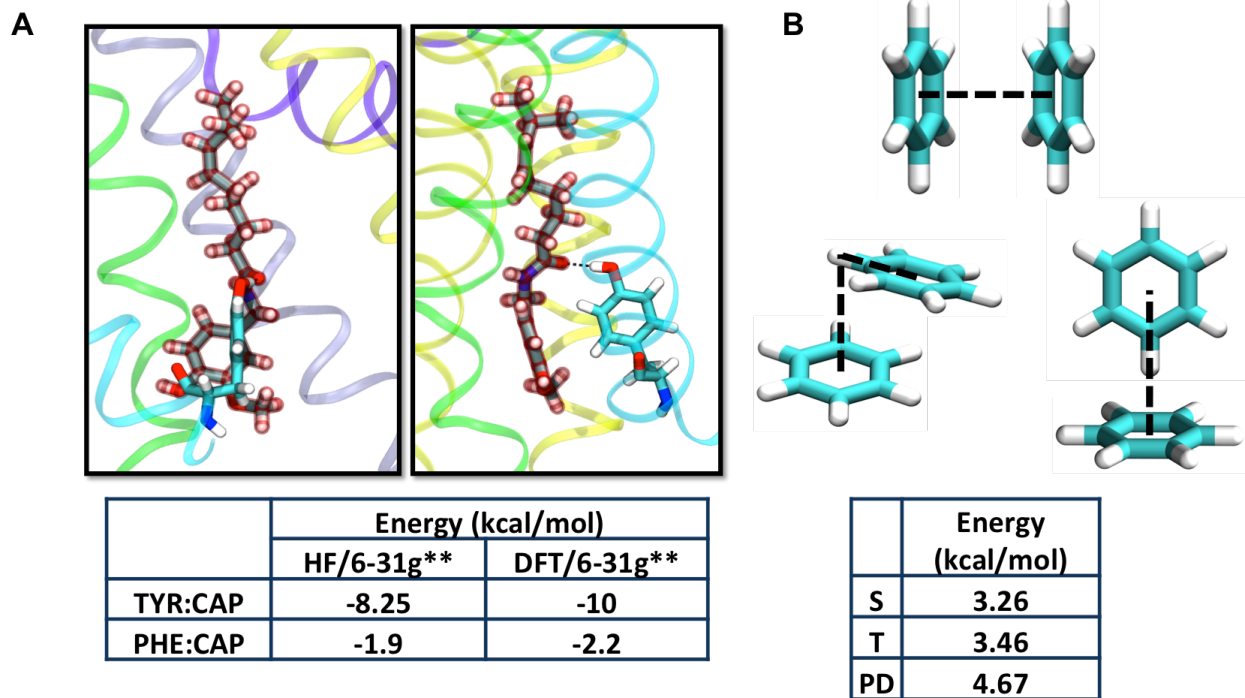 A
B
Energy (kcal/mol)
HF/6-31g** DFT/6-31g**
TYR:CAP -8.25 -10
PHE:CAP -1.9 -2.2
Energy
(kcal/mol)
S 3.26
T 3.46
PD 4.67